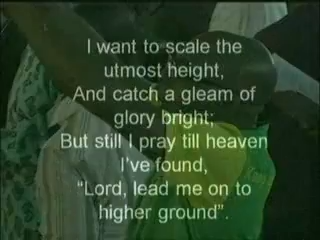 I want to scale the
utmost height,
And catch a gleam of
glory bright;
But still I pray till heaven
I've found,
“Lord, lead me on to
higher ground”.